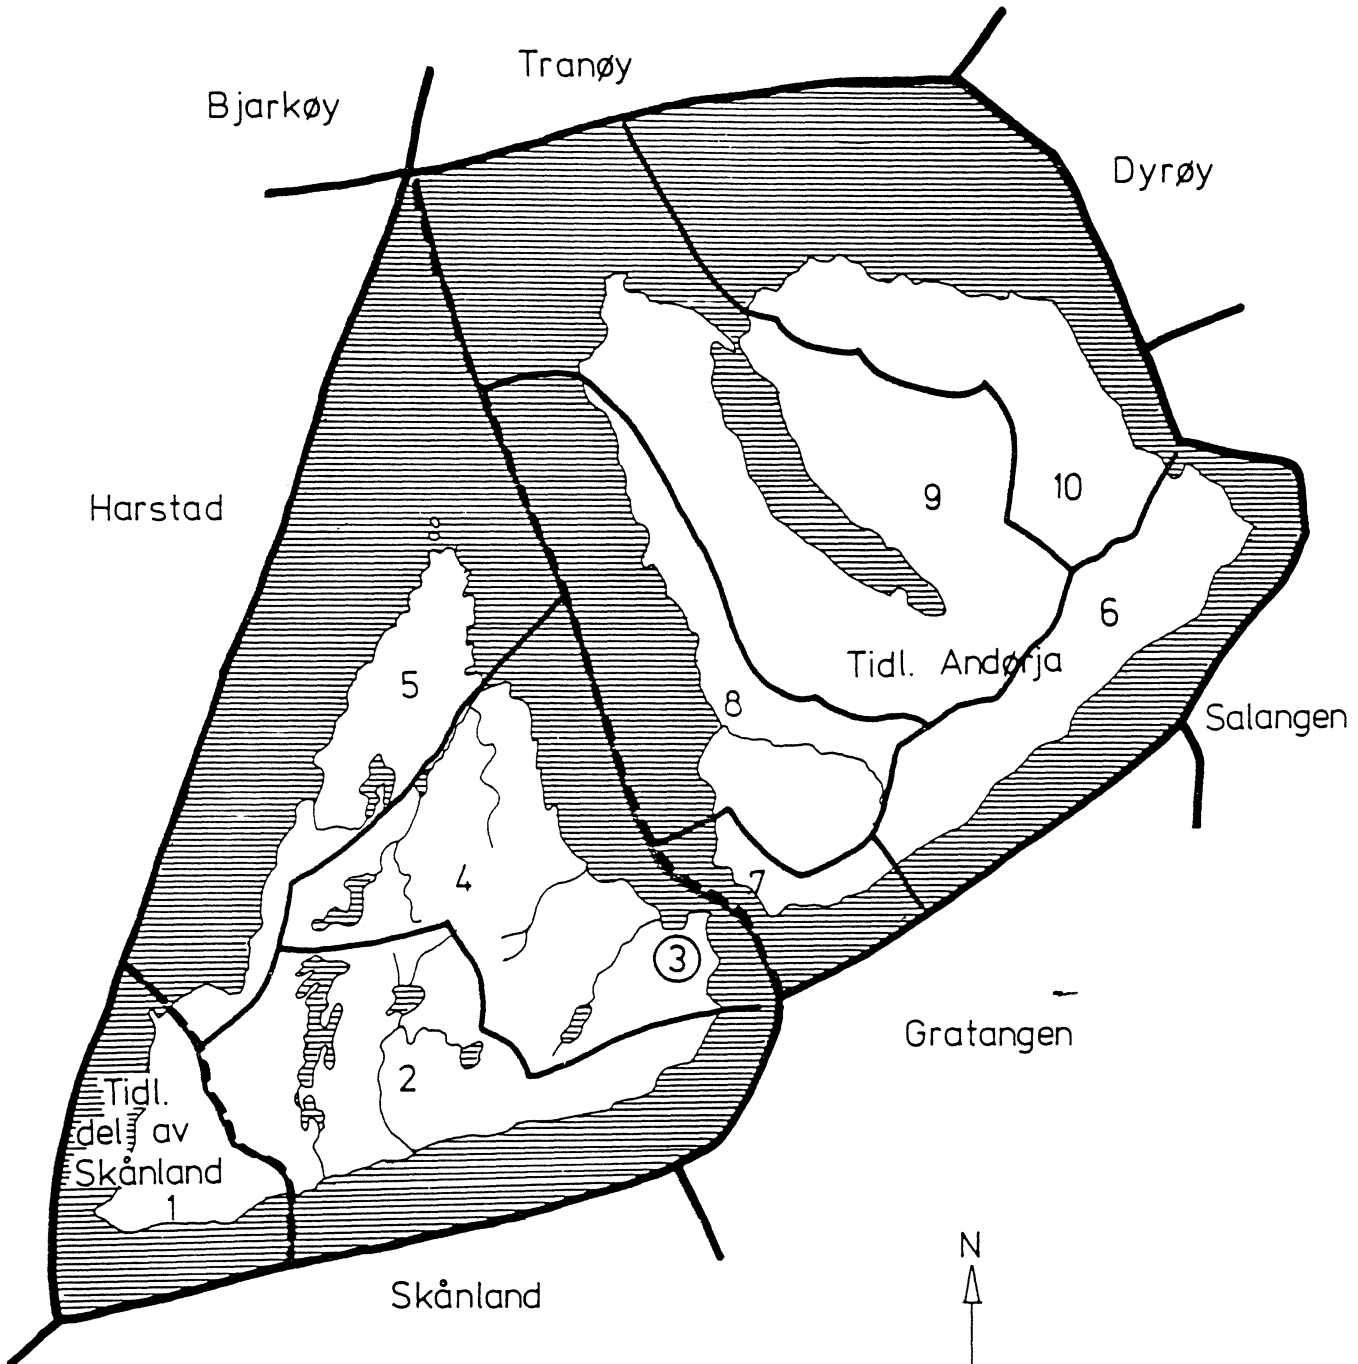 Tranøy
Bjarkøy
Dyrøy
Harstad
9
10
6
5
Tidl. Andørja
8
Salangen
4
7
3
Gratangen
2
Tidl.
del av
Skånland
1
N
Skånland